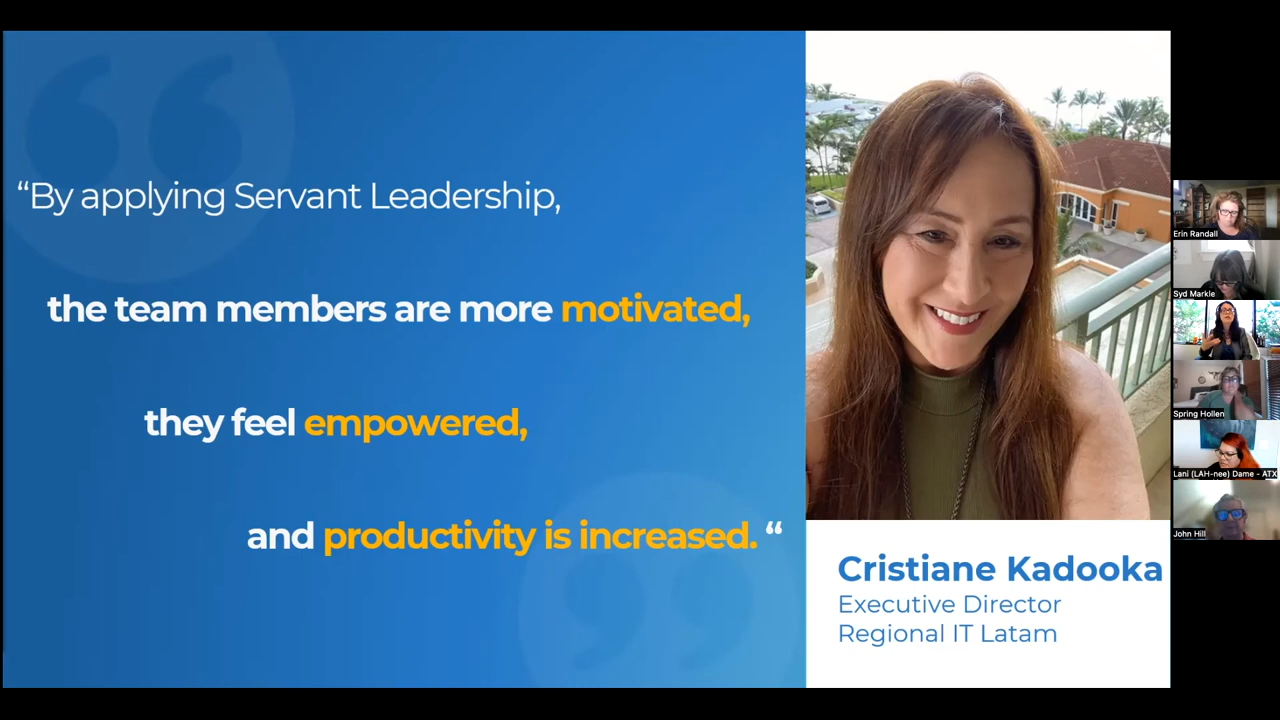 “By applying Servant Leadership,
the team members are more motivated,
they feel empowered,
and productivity is increased. “
Cristiane Kadooka
Executive Director
Regional IT Latam
Erin Randall
Syd Markle
Spring Hollen
Lani (LAH-nee) Dame - ATX
John Hill